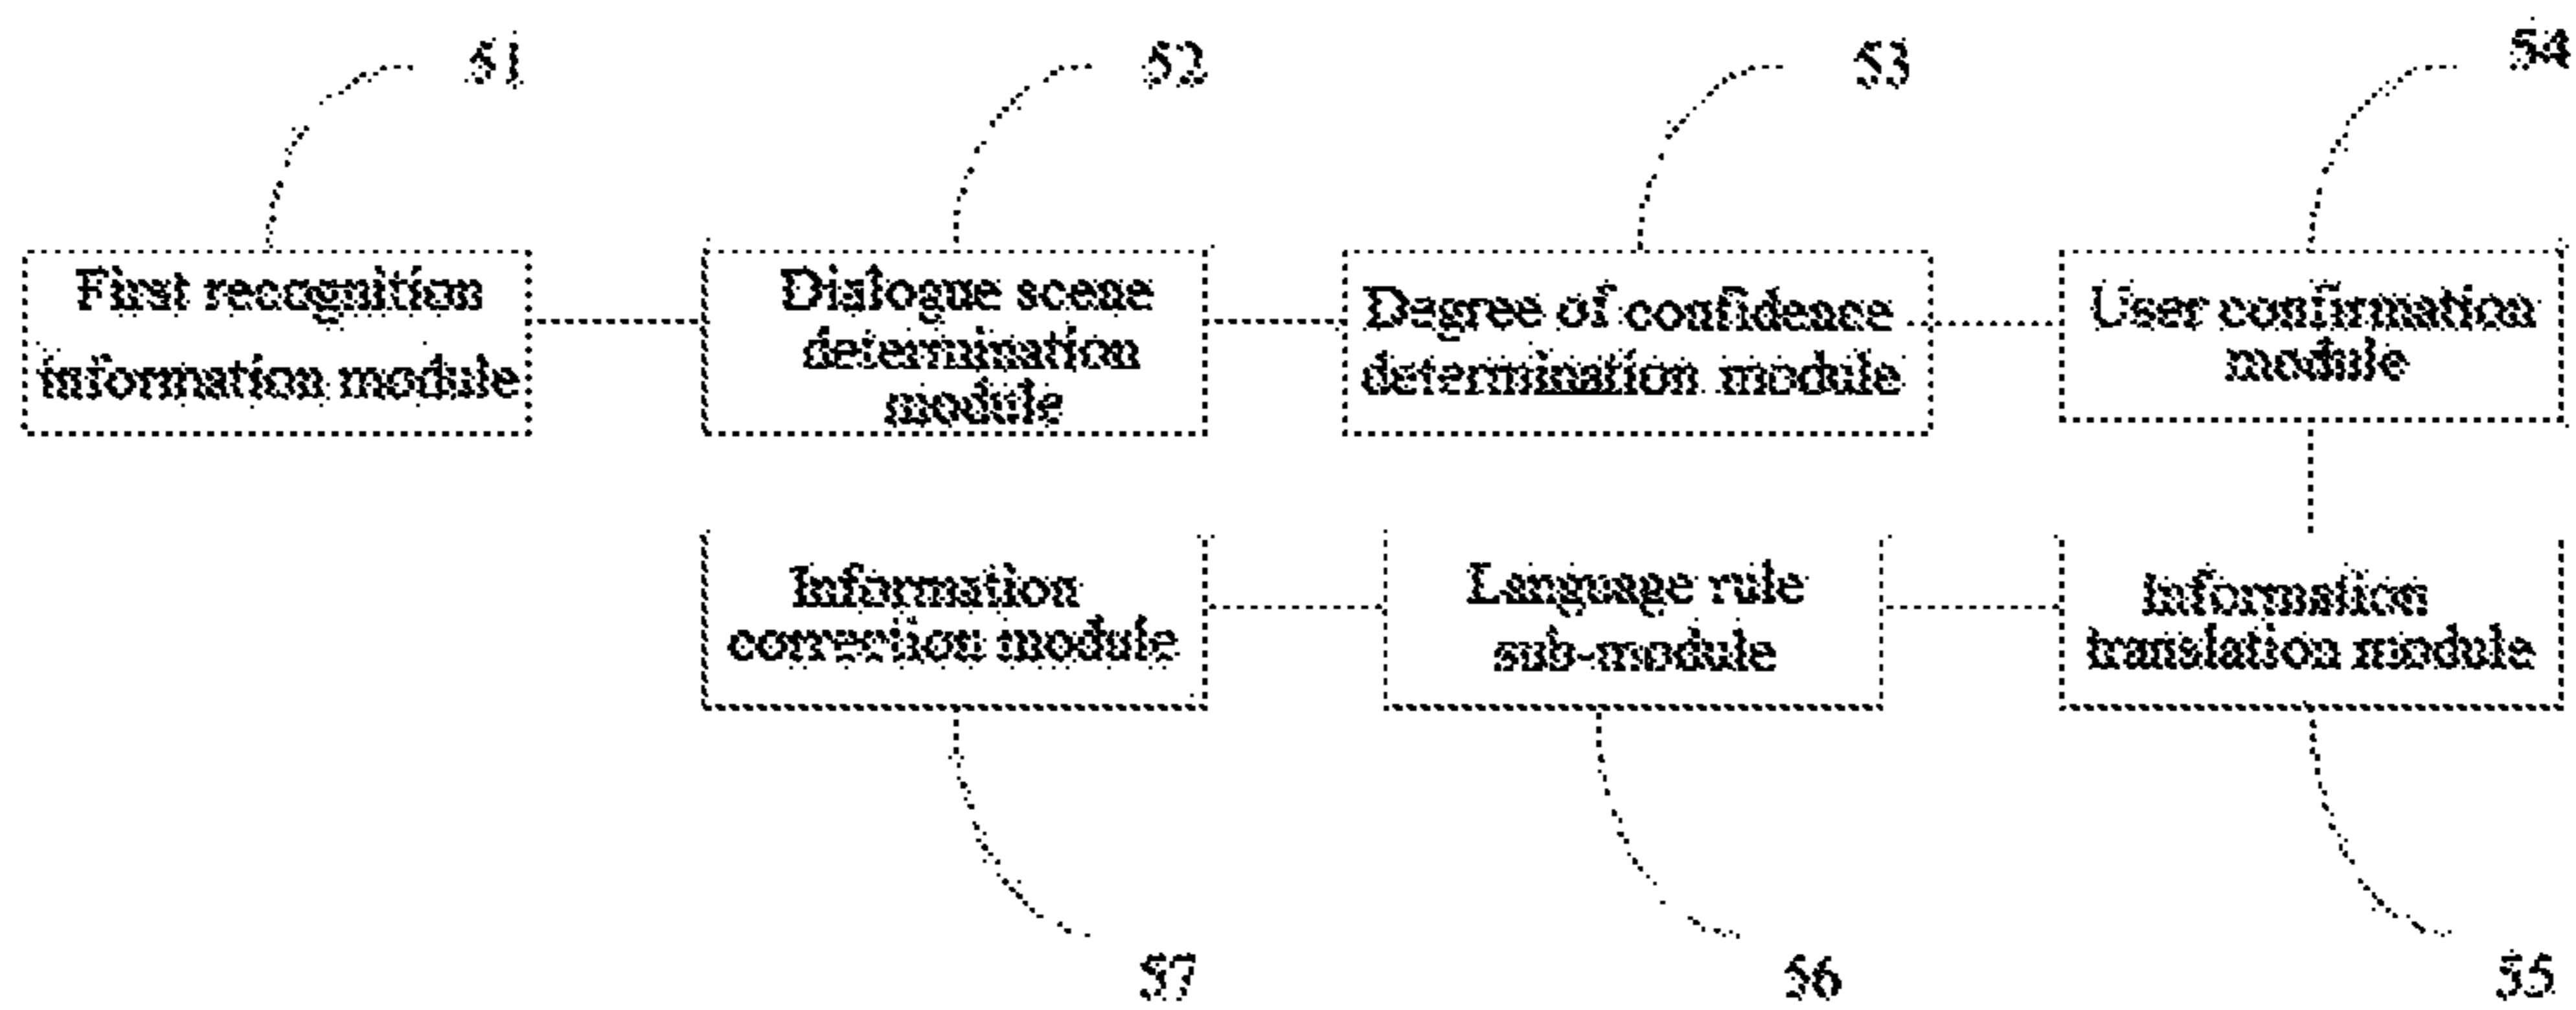 51
52
53
54
First recognition
information module
Dialogue scene
determination
module
Degree of confidence
determination module
User confirmation
module
Information
correction module
Language rule
sub-module
Information
translation module
57
56
55